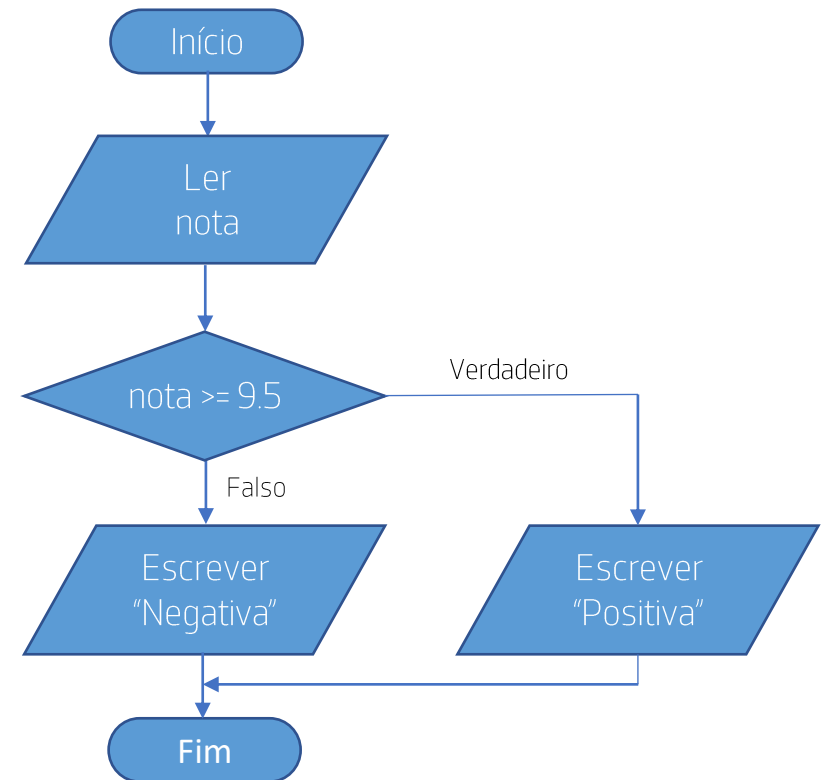 Início
Ler
nota
nota >= 9.5
Verdadeiro
Falso
Escrever
“Negativa”
Escrever
“Positiva”
Fim